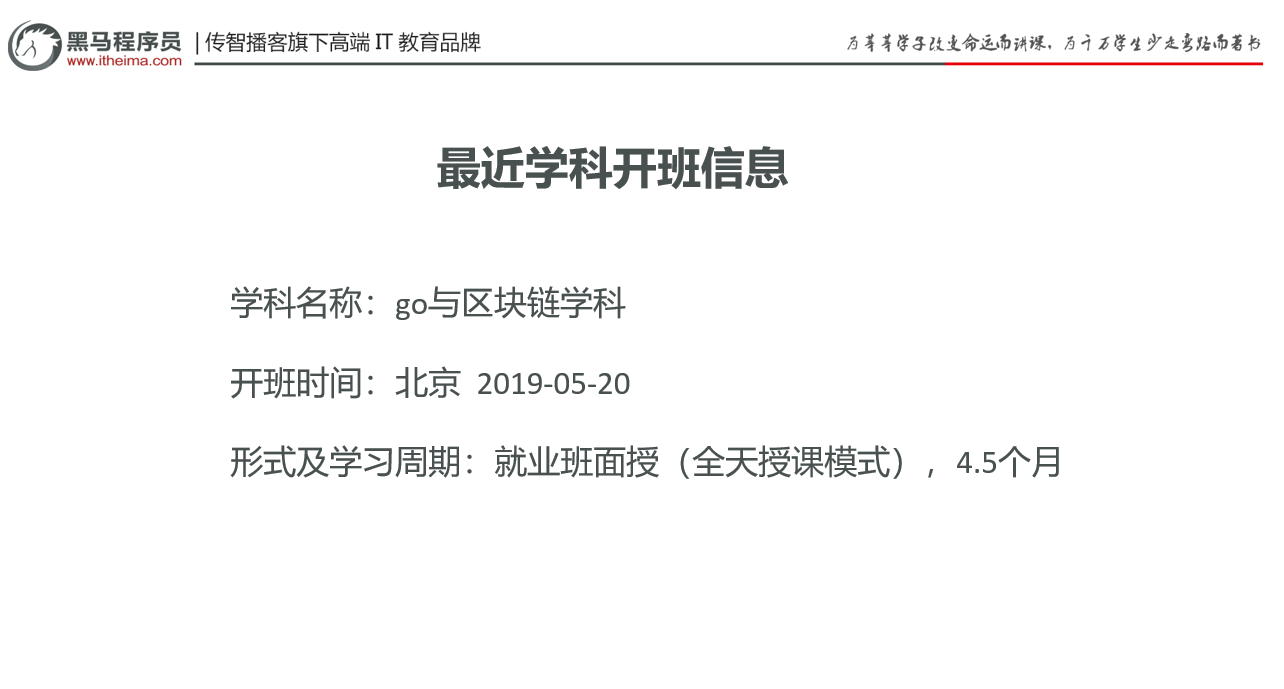 黑马程序员
www.itheima.com
|传智播客旗下高端 IT 教育品牌
为莘莘学子改变命运而讲课，为千万学生少走弯路而著书
最近学科开班信息
学科名称：go与区块链学科
开班时间：北京 2019-05-20
形式及学习周期：就业班面授（全天授课模式），4.5个月